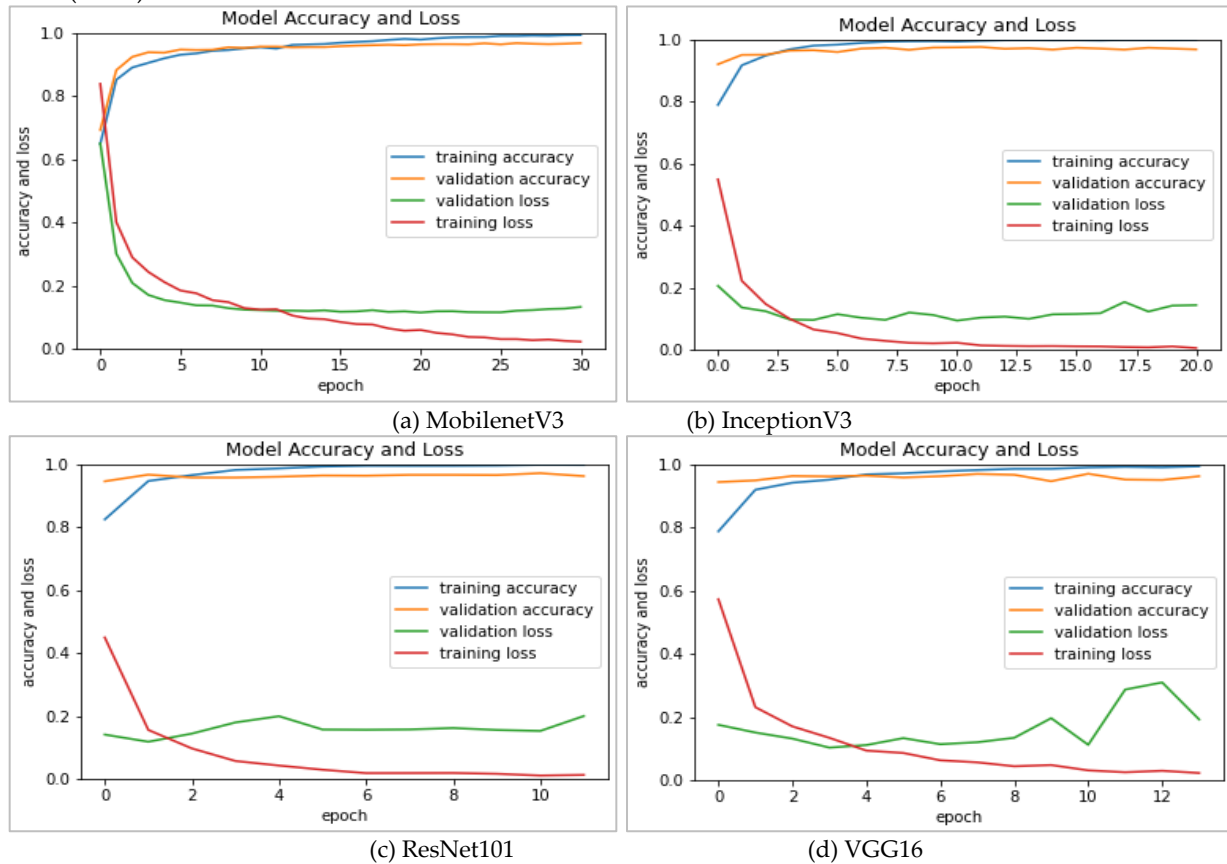 Model Accuracy and Loss
1.0
0.8
0.6
0.4
0.2
0.0
accuracy and loss
training accuracy
validation accuracy
validation loss
training loss
0 5 10 15 20 25 30
epoch
(a) MobilenetV3
Model Accuracy and Loss
1.0
0.8
0.6
0.4
0.2
0.0
accuracy and loss
training accuracy
validation accuracy
validation loss
training loss
0.0 2.5 5.0 7.5 10.0 12.5 15.0 17.5 20.0
epoch
(b) InceptionV3
Model Accuracy and Loss
1.0
0.8
0.6
0.4
0.2
0.0
accuracy and loss
training accuracy
validation accuracy
validation loss
training loss
0 2 4 6 8 10
epoch
(c) ResNet101
Model Accuracy and Loss
1.0
0.8
0.6
0.4
0.2
0.0
accuracy and loss
training accuracy
validation accuracy
validation loss
training loss
0 2 4 6 8 10 12
epoch
(d) VGG16